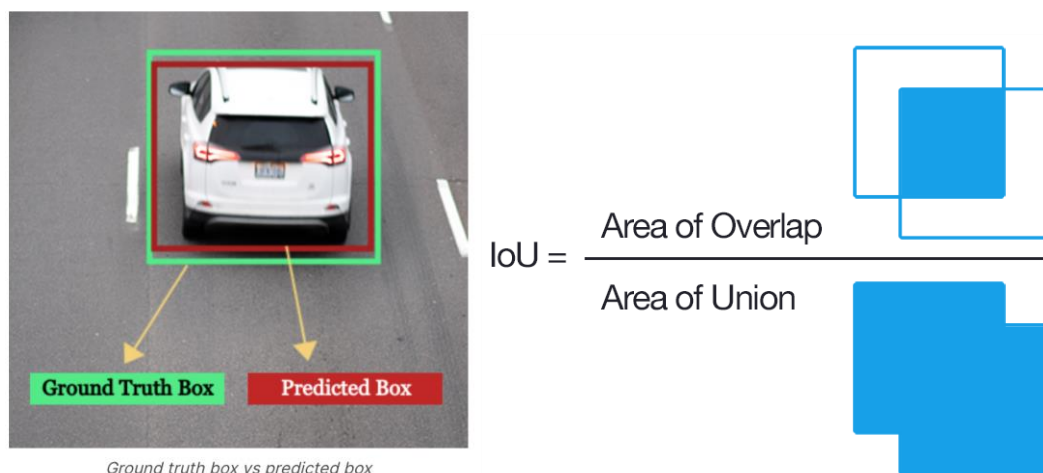 Ground Truth Box
Predicted Box
Ground truth box vs predicted box
IoU =
Area of Overlap
Area of Union